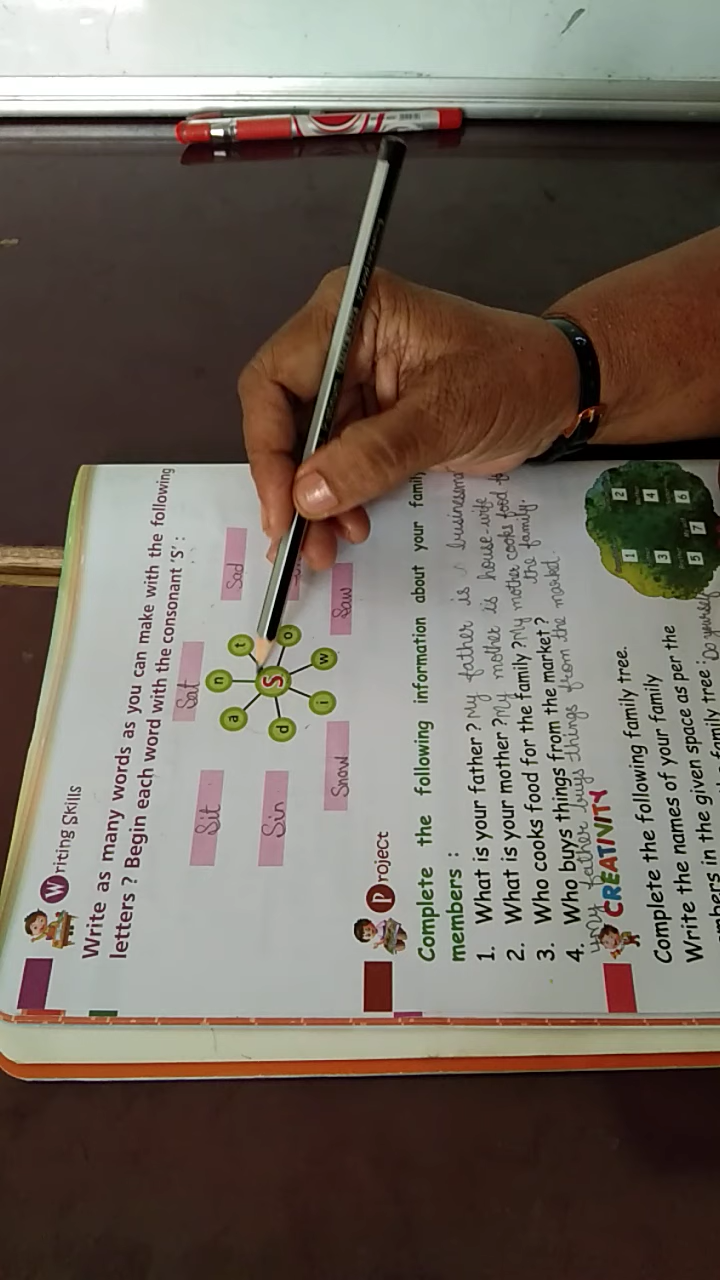 Writing Skills
Write as many words as you can make with the following
letters ? Begin each word with the consonant 'S' :
Sat
Sit
Sad
n
t
a
S
o
Sin
d
w
i
Saw
Snow
Project
Complete the following information about your family
members :
1. What is your father ? My father is businessman
2. What is your mother ? My mother is house-wife
3. Who cooks food for the family ? My mother cooks food to
the family.
4. Who buys things from the market ?
My father buys things from the market.
CREATIVITY
Complete the following family tree.
Write the names of your family
members in the given space as per the
family tree : Do yourself
1
2
3
4
5
6
7